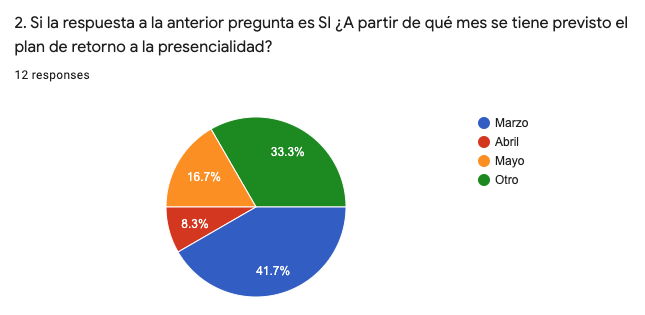 2. Si la respuesta a la anterior pregunta es SI ¿A partir de qué mes se tiene previsto el
plan de retorno a la presencialidad?
12 responses
Marzo
Abril
Mayo
Otro
33.3%
16.7%
8.3%
41.7%